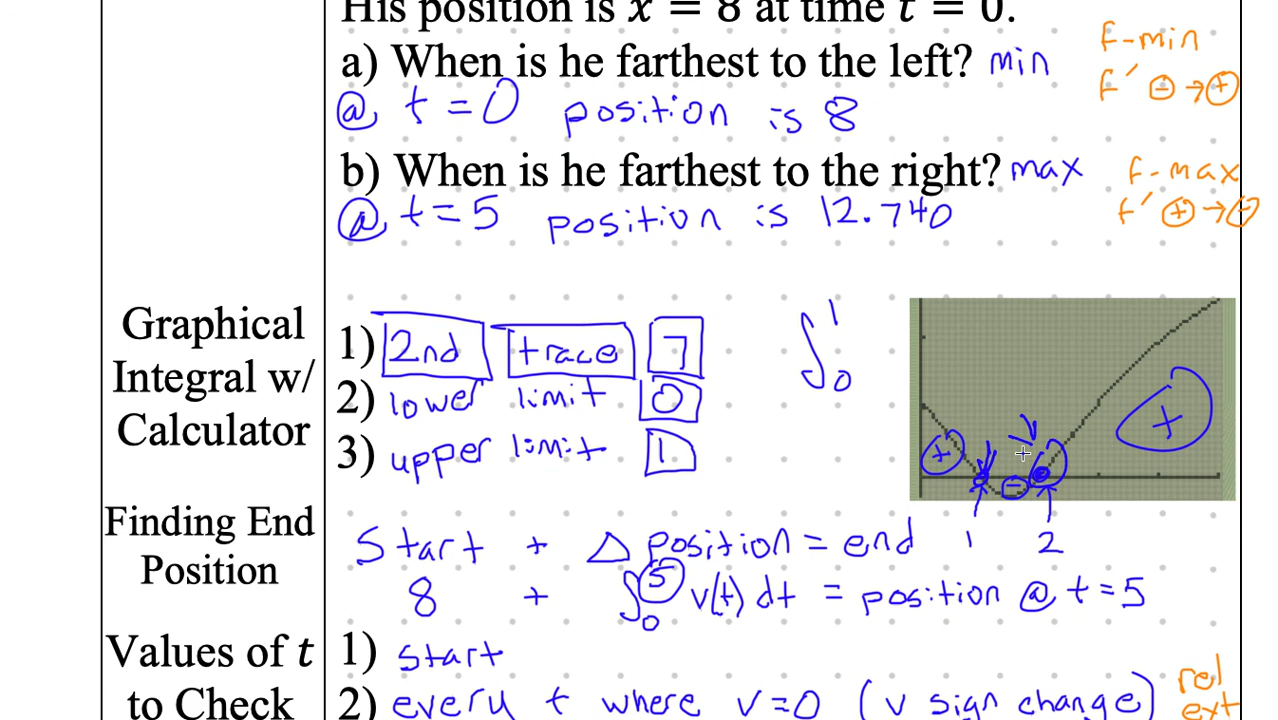 His position is x = 8 at time t = 0.
a) When is he farthest to the left? min
f-min
f' ⊖ → ⊕
@ t = 0 position is 8
b) When is he farthest to the right? max
f-max
f' ⊕ → ⊖
@ t = 5 position is 12.740
Graphical
Integral w/
Calculator
1) 2nd trace 7
2) lower limit 0
3) upper limit 1
∫₀¹
+ − + +
1 2
Finding End
Position
Start + Δ position = end
8 + ∫₀⁵ v(t) dt = position @ t = 5
Values of t
to Check
1) start
2) every t where v=0 (v sign change)
rel
ext